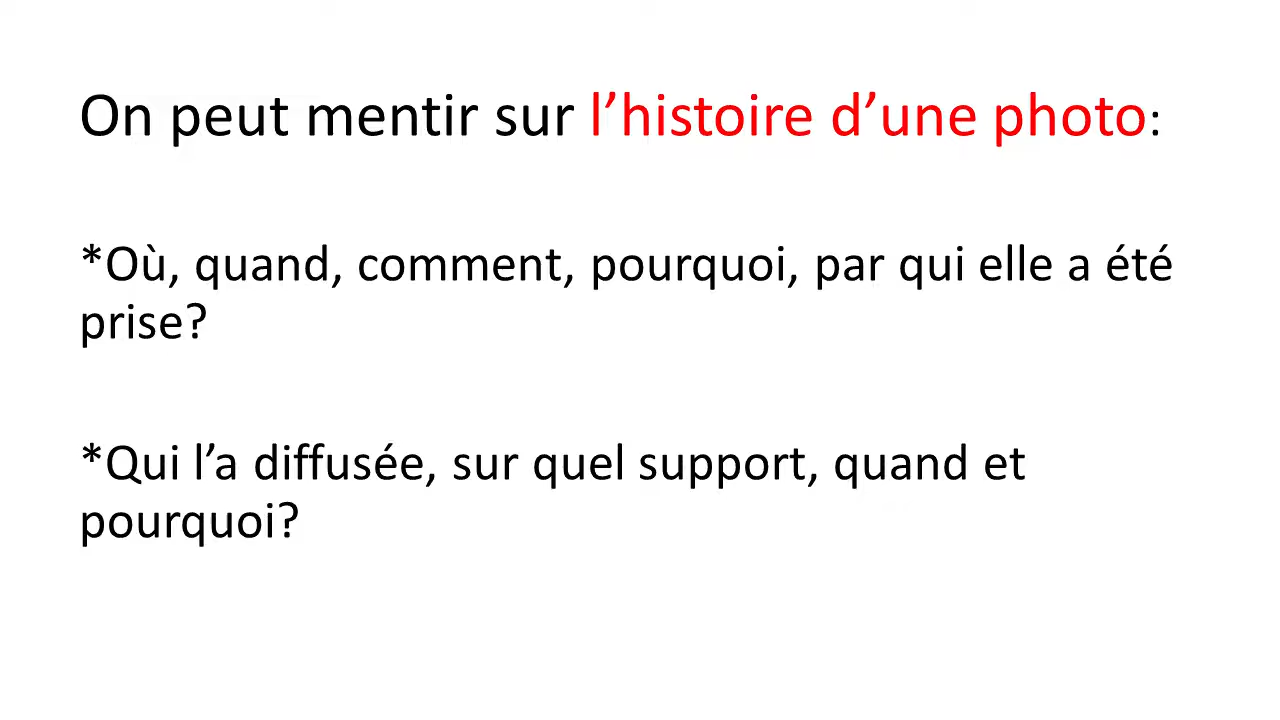 On peut mentir sur l’histoire d’une photo:
*Où, quand, comment, pourquoi, par qui elle a été
prise?
*Qui l’a diffusée, sur quel support, quand et
pourquoi?